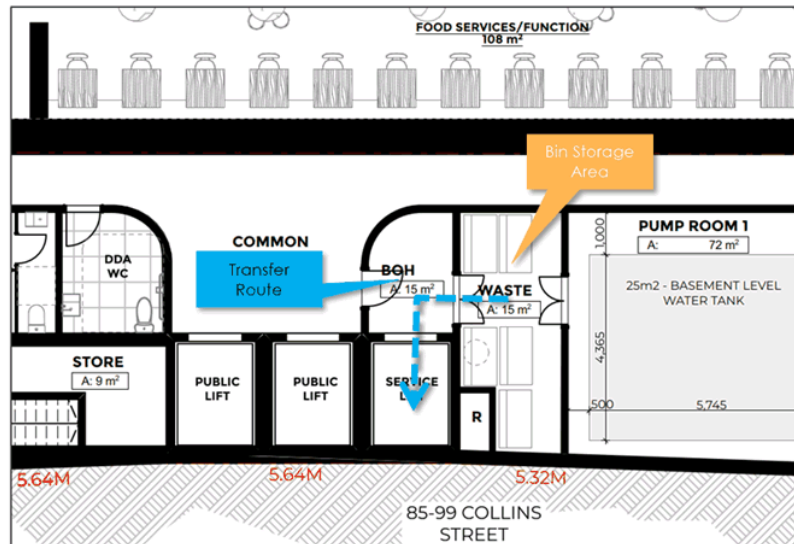 FOOD SERVICES/FUNCTION
108 m²
Bin Storage
Area
PUMP ROOM 1
A: 72 m²
1,000
DDA
WC
COMMON
Transfer
Route
BOH
A: 15 m²
WASTE
A: 15 m²
25m2 - BASEMENT LEVEL
WATER TANK
4,365
STORE
A: 9 m²
PUBLIC
LIFT
PUBLIC
LIFT
SERVICE
R
500
5,745
5.64M
5.64M
5.32M
85-99 COLLINS
STREET